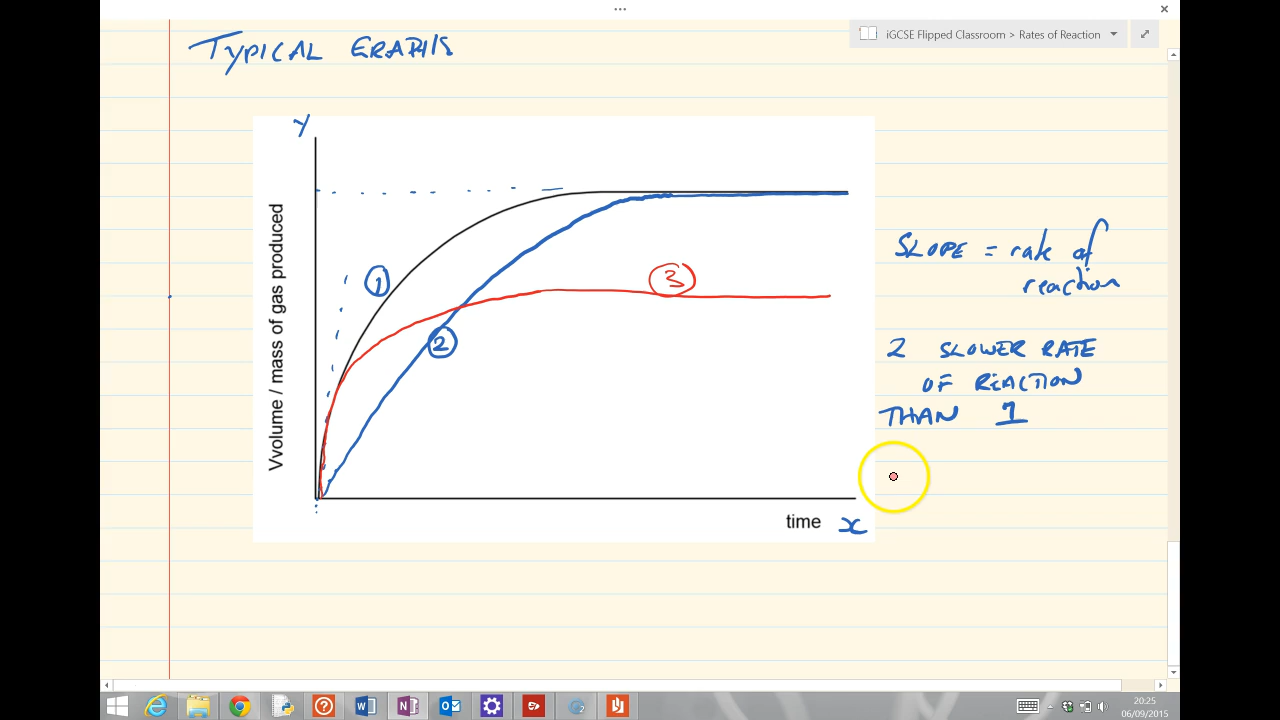 ...
iGCSE Flipped Classroom > Rates of Reaction
TYPICAL GRAPHS
Y
Vvolume / mass of gas produced
1
2
3
time x
SLOPE = rate of
reaction
2 SLOWER RATE
OF REACTION
THAN 1
20:25
06/09/2015